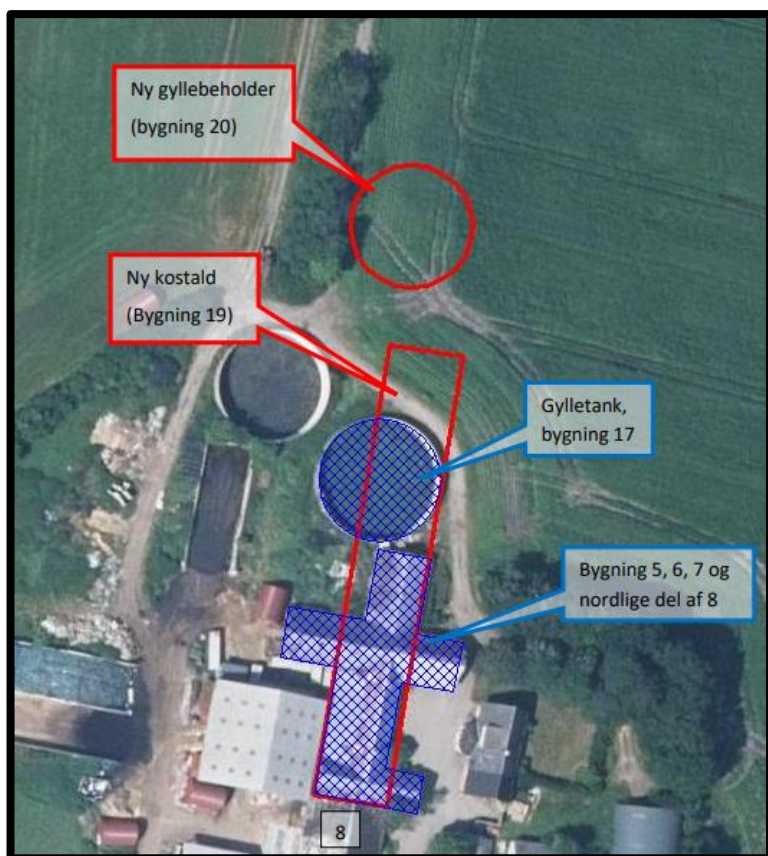 Ny gyllebeholder
(bygning 20)
Ny kostald
(Bygning 19)
Gylletank,
bygning 17
Bygning 5, 6, 7 og
nordlige del af 8
8